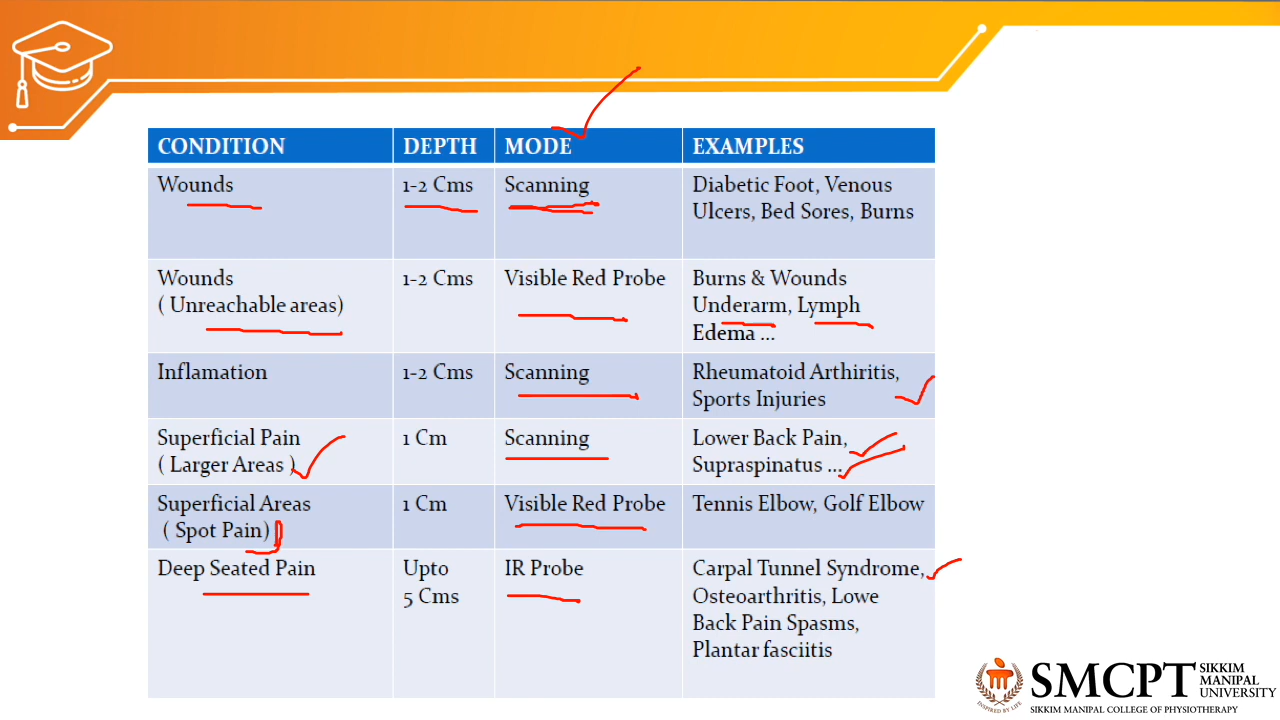 CONDITION DEPTH MODE EXAMPLES
Wounds 1-2 Cms Scanning Diabetic Foot, Venous
Ulcers, Bed Sores, Burns
Wounds 1-2 Cms Visible Red Probe Burns & Wounds
( Unreachable areas) Underarm, Lymph
Edema ...
Inflamation 1-2 Cms Scanning Rheumatoid Arthiritis,
Sports Injuries
Superficial Pain 1 Cm Scanning Lower Back Pain,
( Larger Areas ) Supraspinatus ...
Superficial Areas 1 Cm Visible Red Probe Tennis Elbow, Golf Elbow
( Spot Pain)
Deep Seated Pain Upto IR Probe Carpal Tunnel Syndrome,
5 Cms Osteoarthritis, Lowe
Back Pain Spasms,
Plantar fasciitis
SMCPT SIKKIM
MANIPAL
UNIVERSITY
INSPIRED BY LIFE SIKKIM MANIPAL COLLEGE OF PHYSIOTHERAPY